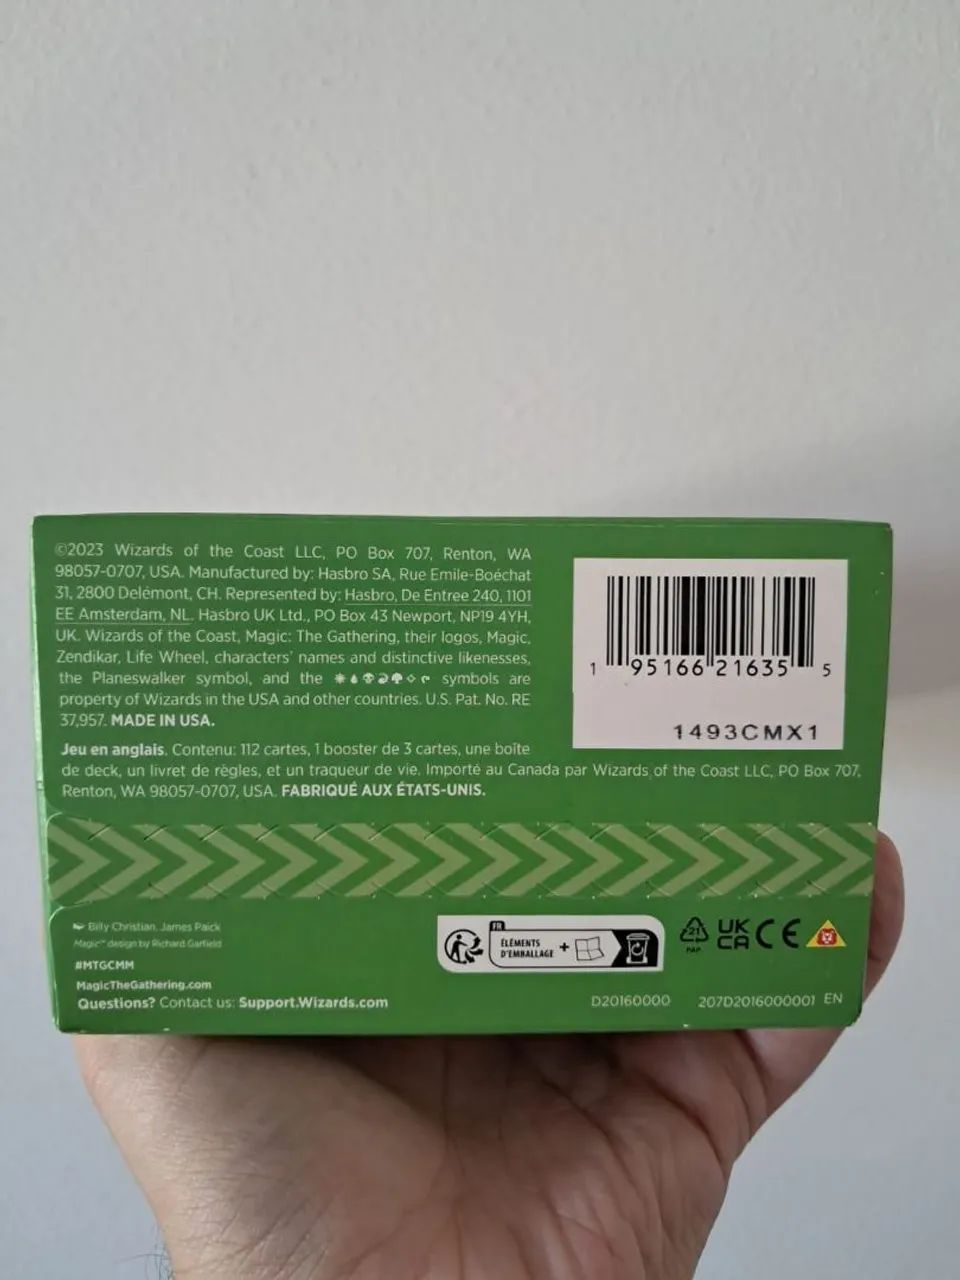 ©2023 Wizards of the Coast LLC, PO Box 707, Renton, WA
98057-0707, USA. Manufactured by: Hasbro SA, Rue Emile-Boéchat
31, 2800 Delémont, CH. Represented by: Hasbro, De Entree 240, 1101
EE Amsterdam, NL. Hasbro UK Ltd., PO Box 43 Newport, NP19 4YH,
UK. Wizards of the Coast, Magic: The Gathering, their logos, Magic,
Zendikar, Life Wheel, characters' names and distinctive likenesses,
the Planeswalker symbol, and the symbols are
property of Wizards in the USA and other countries. U.S. Pat. No. RE
37,957. MADE IN USA.
Jeu en anglais. Contenu: 112 cartes, 1 booster de 3 cartes, une boîte
de deck, un livret de règles, et un traqueur de vie. Importé au Canada par Wizards of the Coast LLC, PO Box 707,
Renton, WA 98057-0707, USA. FABRIQUÉ AUX ÉTATS-UNIS.
1 95166 21635 5
1493CMX1
Billy Christian, James Paick
Magic™ design by Richard Garfield
#MTGCMM
MagicTheGathering.com
Questions? Contact us: Support.Wizards.com
FR
ÉLÉMENTS
D'EMBALLAGE +
21
PAP
UK
CA
CE
D20160000 207D2016000001 EN